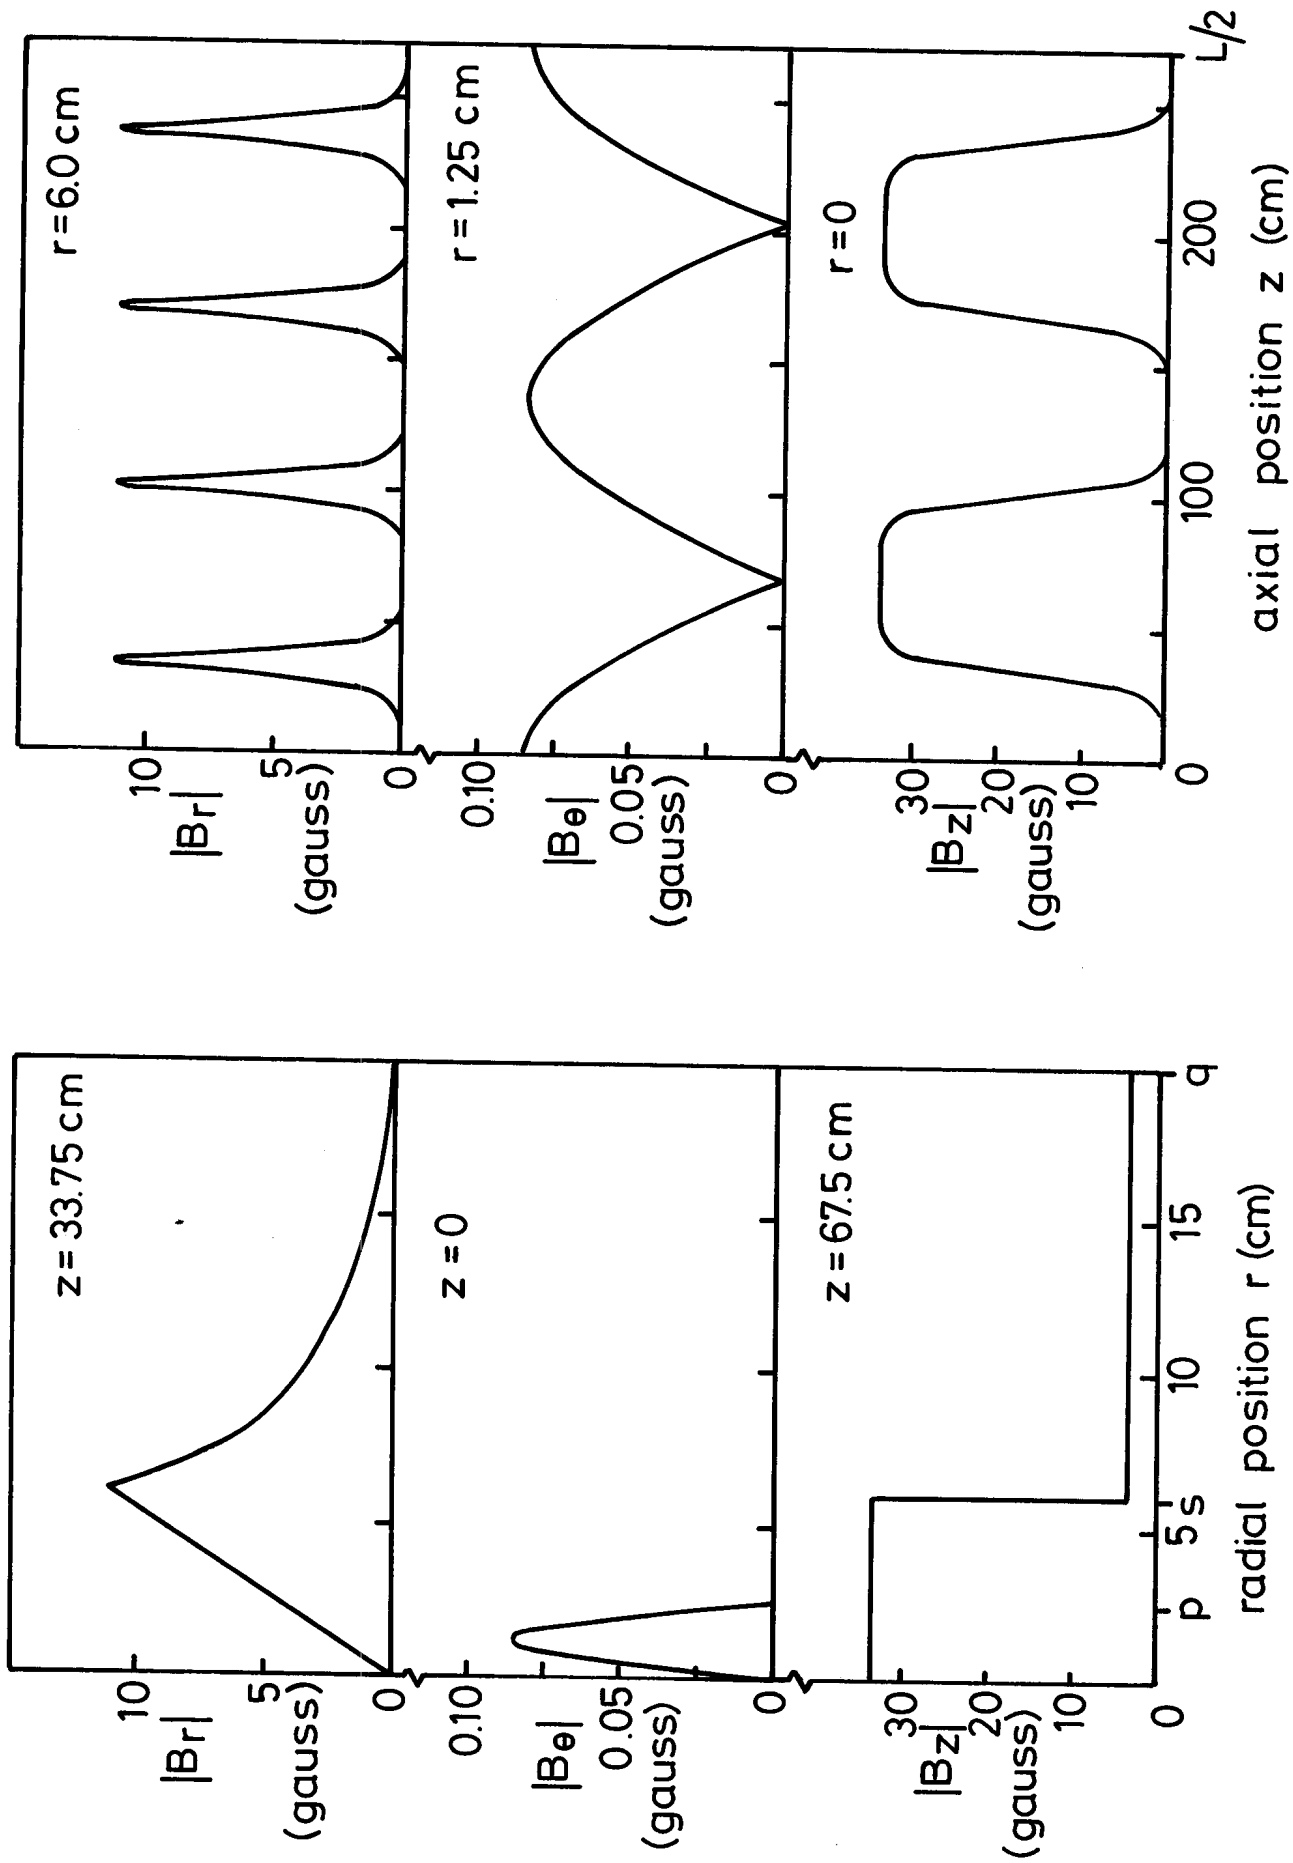 |Br|
(gauss)
10
5
0
z=33.75 cm
|Bθ|
(gauss)
0.10
0.05
0
z=0
|Bz|
(gauss)
30
20
10
0
z=67.5 cm
p
5
s
10
15
q
radial position r (cm)
|Br|
(gauss)
10
5
0
r=6.0 cm
|Bθ|
(gauss)
0.10
0.05
0
r=1.25 cm
|Bz|
(gauss)
30
20
10
0
r=0
100
200
L/2
axial position z (cm)